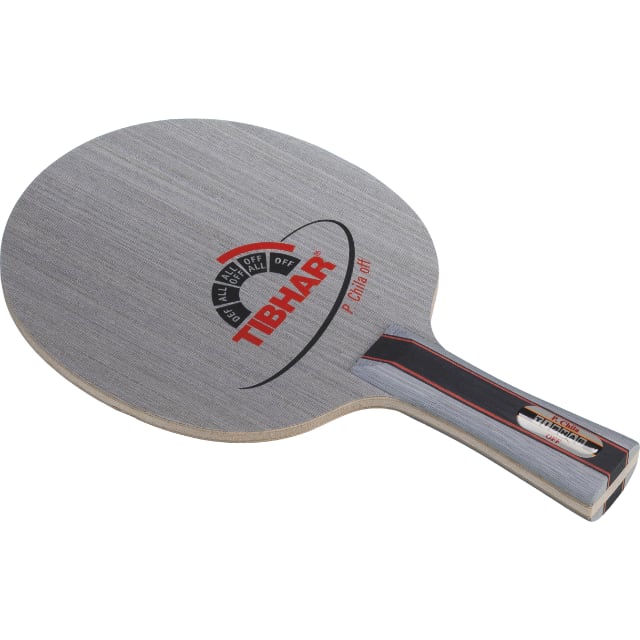 DEF
ALL
ALL
OFF
OFF
ALL
OFF
TIBHAR®
P. Chila off
P. Chila
TIBHAR
OFF